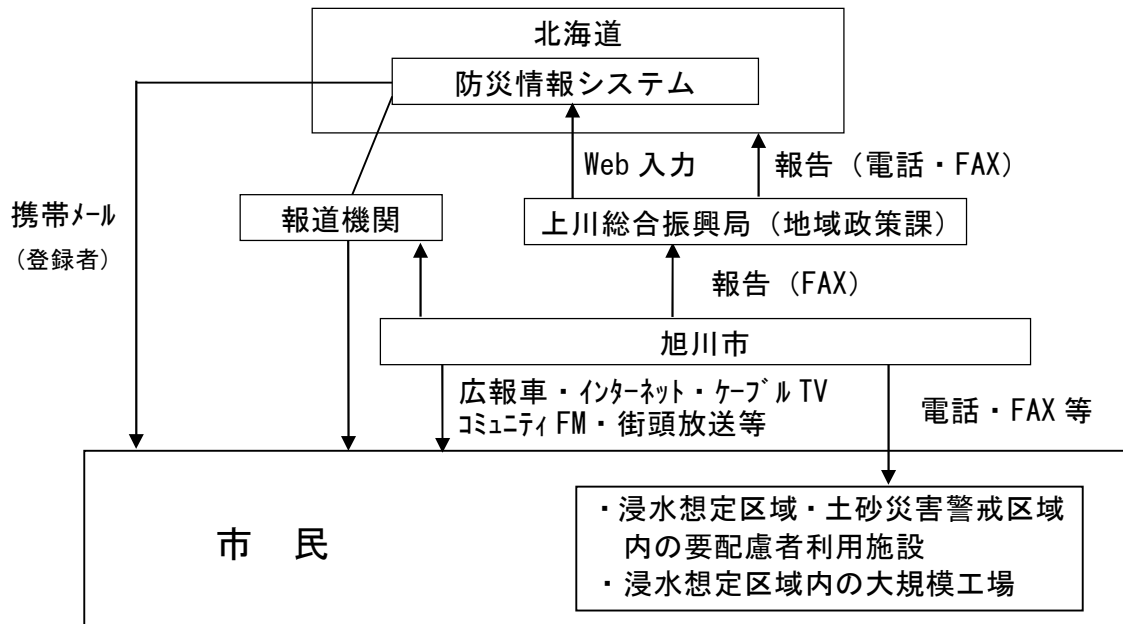 北海道
防災情報システム
Web 入力
報告（電話・FAX）
携帯ﾒｰﾙ
（登録者）
報道機関
上川総合振興局（地域政策課）
報告（FAX）
旭川市
広報車・ｲﾝﾀｰﾈｯﾄ・ｹｰﾌﾞﾙ TV
ｺﾐｭﾆﾃｨ FM・街頭放送等
電話・FAX 等
市　民
・浸水想定区域・土砂災害警戒区域
内の要配慮者利用施設
・浸水想定区域内の大規模工場